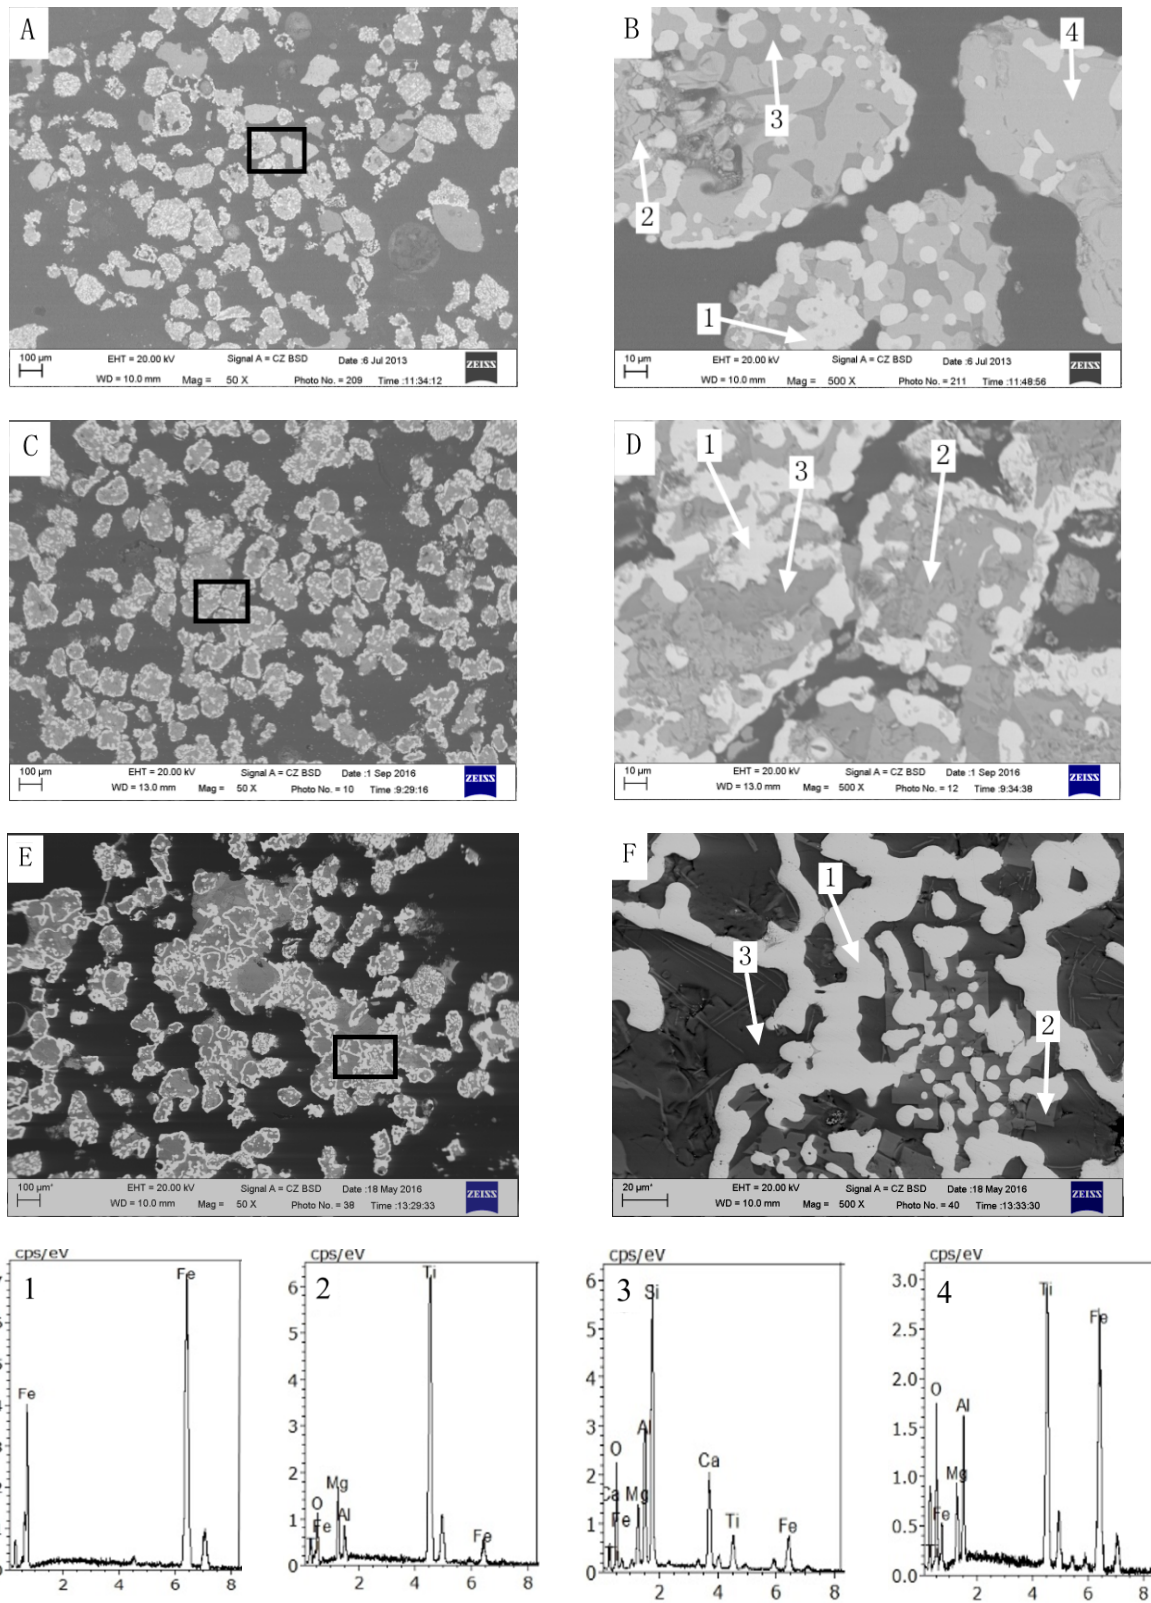 A
100 μm
EHT = 20.00 kV
Signal A = CZ BSD
Date :6 Jul 2013
WD = 10.0 mm
Mag = 50 X
Photo No. = 209
Time :11:34:12
ZEISS
B
4
3
2
1
10 μm
EHT = 20.00 kV
Signal A = CZ BSD
Date :6 Jul 2013
WD = 10.0 mm
Mag = 500 X
Photo No. = 211
Time :11:48:56
ZEISS
C
100 μm
EHT = 20.00 kV
Signal A = CZ BSD
Date :1 Sep 2016
WD = 13.0 mm
Mag = 50 X
Photo No. = 10
Time :9:29:16
ZEISS
D
1
3
2
10 μm
EHT = 20.00 kV
Signal A = CZ BSD
Date :1 Sep 2016
WD = 13.0 mm
Mag = 500 X
Photo No. = 12
Time :9:34:38
ZEISS
E
100 μm*
EHT = 20.00 kV
Signal A = CZ BSD
Date :18 May 2016
WD = 10.0 mm
Mag = 50 X
Photo No. = 38
Time :13:29:33
ZEISS
F
1
3
2
20 μm*
EHT = 20.00 kV
Signal A = CZ BSD
Date :18 May 2016
WD = 10.0 mm
Mag = 500 X
Photo No. = 40
Time :13:33:30
ZEISS
cps/eV
1
Fe
Fe
2 4 6 8
cps/eV
2
Ti
Mg
O
Al
Fe
Fe
6
5
4
3
2
1
0
2 4 6 8
cps/eV
3
Si
Al
O
Ca
Mg
Fe
Ca
Ti
Fe
6
5
4
3
2
1
0
2 4 6 8
cps/eV
4
Ti
Fe
O
Al
Mg
Fe
3.0
2.5
2.0
1.5
1.0
0.5
0.0
2 4 6 8